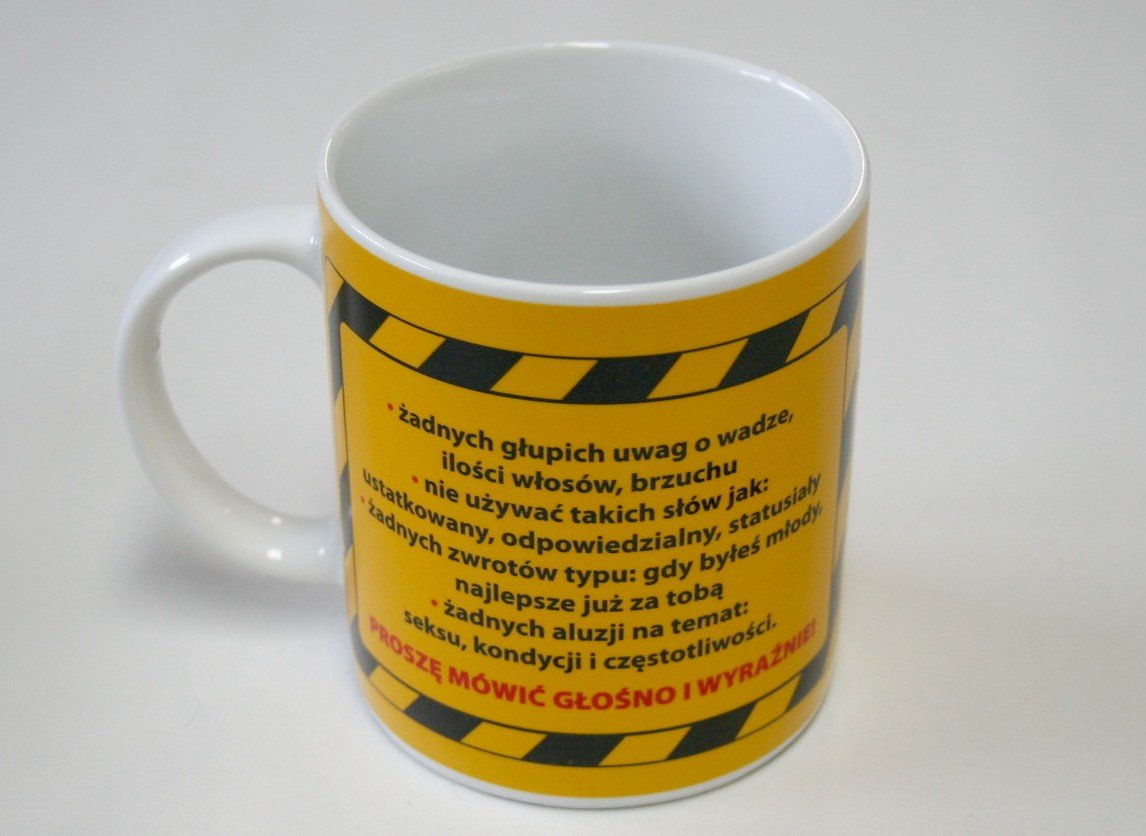 • żadnych głupich uwag o wadze,
ilości włosów, brzuchu
• nie używać takich słów jak:
ustatkowany, odpowiedzialny, statusiały
• żadnych zwrotów typu: gdy byłeś młody,
najlepsze już za tobą
• żadnych aluzji na temat:
seksu, kondycji i częstotliwości.
PROSZĘ MÓWIĆ GŁOŚNO I WYRAŹNIE!